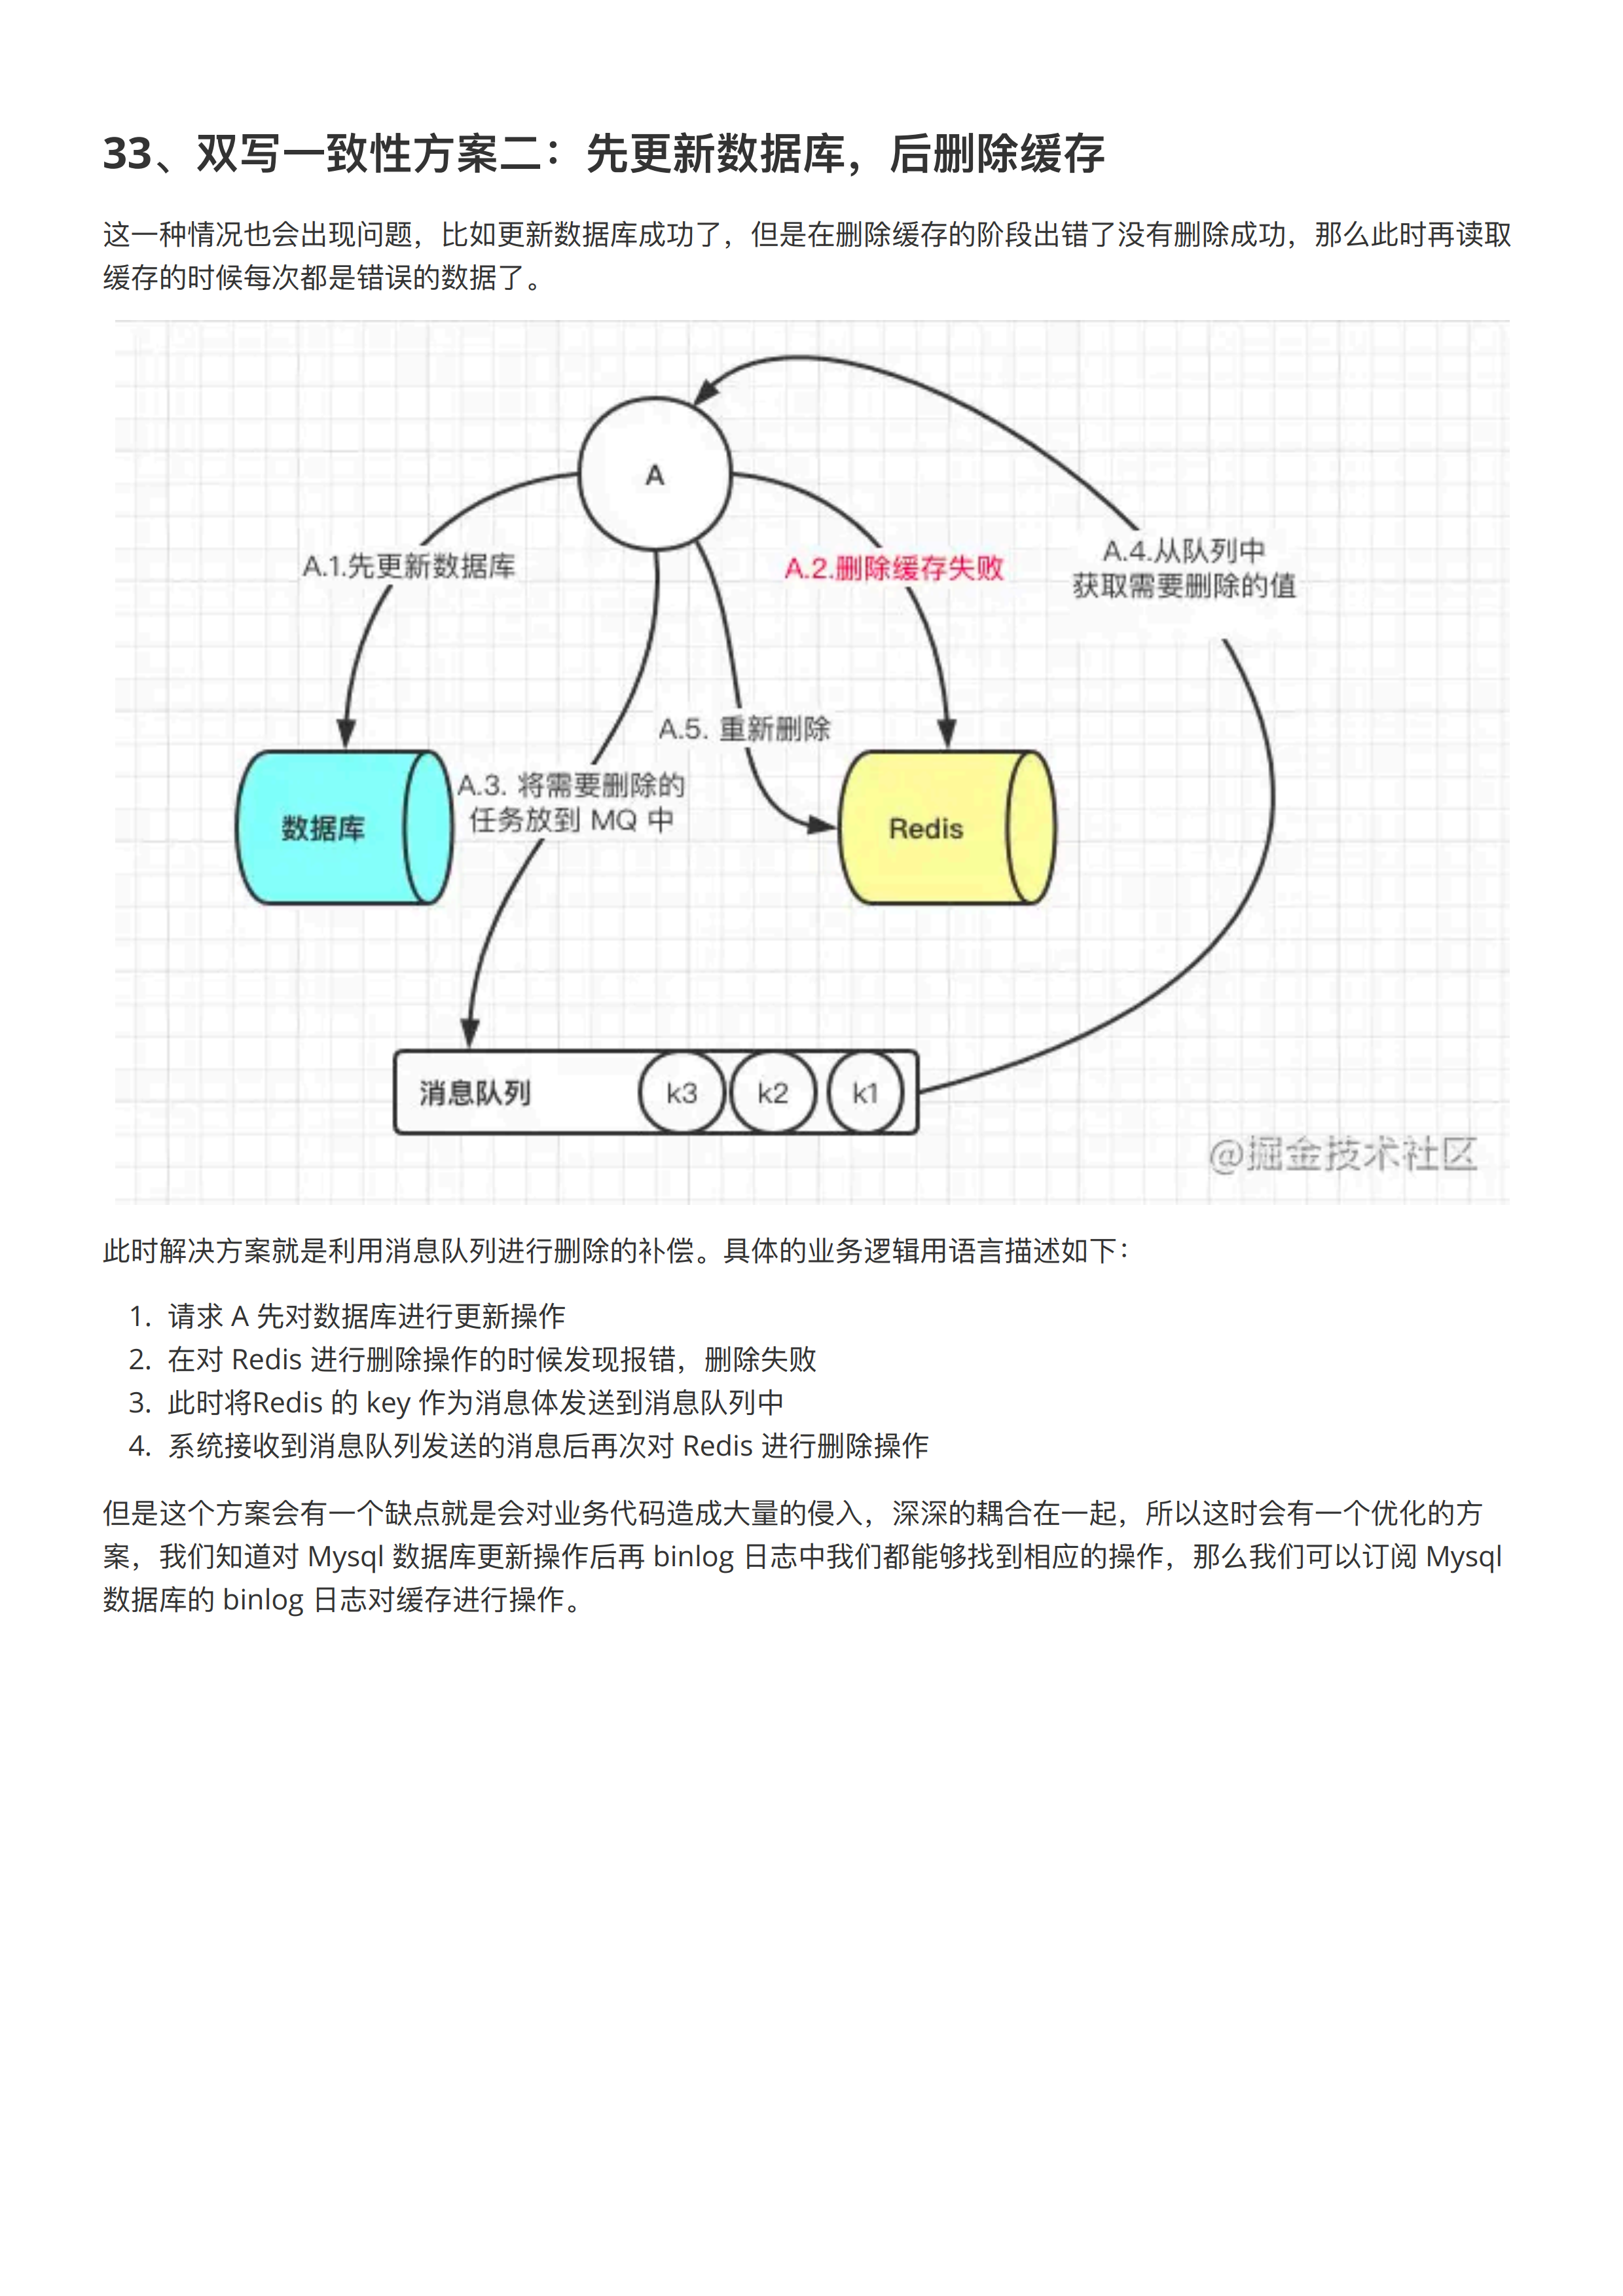 33、双写一致性方案二：先更新数据库，后删除缓存
这一种情况也会出现问题，比如更新数据库成功了，但是在删除缓存的阶段出错了没有删除成功，那么此时再读取
缓存的时候每次都是错误的数据了。
A
A.1.先更新数据库
A.2.删除缓存失败
A.4.从队列中
获取需要删除的值
A.5. 重新删除
A.3. 将需要删除的
任务放到 MQ 中
数据库
Redis
消息队列
k3
k2
k1
@掘金技术社区
此时解决方案就是利用消息队列进行删除的补偿。具体的业务逻辑用语言描述如下：
1. 请求 A 先对数据库进行更新操作
2. 在对 Redis 进行删除操作的时候发现报错，删除失败
3. 此时将Redis 的 key 作为消息体发送到消息队列中
4. 系统接收到消息队列发送的消息后再次对 Redis 进行删除操作
但是这个方案会有一个缺点就是会对业务代码造成大量的侵入，深深的耦合在一起，所以这时会有一个优化的方
案，我们知道对 Mysql 数据库更新操作后再 binlog 日志中我们都能够找到相应的操作，那么我们可以订阅 Mysql
数据库的 binlog 日志对缓存进行操作。